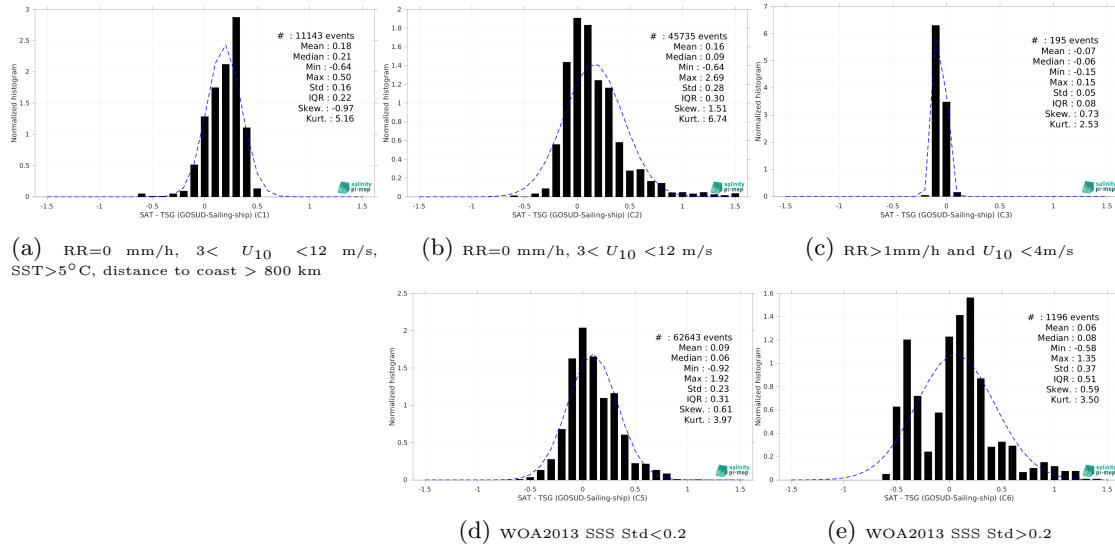 3
2.5
2
1.5
1
0.5
0
Normalized histogram
# : 11143 events
Mean : 0.18
Median : 0.21
Min : -0.64
Max : 0.50
Std : 0.16
IQR : 0.22
Skew. : -0.97
Kurt. : 5.16
salinity
pi-mep
-1.5 -1 -0.5 0 0.5 1 1.5
SAT - TSG (GOSUD-Sailing-ship) (C1)
(a) RR=0 mm/h, 3< U10 <12 m/s,
SST>5°C, distance to coast > 800 km
2
1.8
1.6
1.4
1.2
1
0.8
0.6
0.4
0.2
0
Normalized histogram
# : 45735 events
Mean : 0.16
Median : 0.09
Min : -0.64
Max : 2.69
Std : 0.28
IQR : 0.30
Skew. : 1.51
Kurt. : 6.74
salinity
pi-mep
-1.5 -1 -0.5 0 0.5 1 1.5
SAT - TSG (GOSUD-Sailing-ship) (C2)
(b) RR=0 mm/h, 3< U10 <12 m/s
7
6
5
4
3
2
1
0
Normalized histogram
# : 195 events
Mean : -0.07
Median : -0.06
Min : -0.15
Max : 0.15
Std : 0.05
IQR : 0.08
Skew. : 0.73
Kurt. : 2.53
salinity
pi-mep
-1.5 -1 -0.5 0 0.5 1 1.5
SAT - TSG (GOSUD-Sailing-ship) (C3)
(c) RR>1mm/h and U10 <4m/s
2.5
2
1.5
1
0.5
0
Normalized histogram
# : 62643 events
Mean : 0.09
Median : 0.06
Min : -0.92
Max : 1.92
Std : 0.23
IQR : 0.31
Skew. : 0.61
Kurt. : 3.97
salinity
pi-mep
-1.5 -1 -0.5 0 0.5 1 1.5
SAT - TSG (GOSUD-Sailing-ship) (C5)
(d) WOA2013 SSS Std<0.2
1.6
1.4
1.2
1
0.8
0.6
0.4
0.2
0
Normalized histogram
# : 1196 events
Mean : 0.06
Median : 0.08
Min : -0.58
Max : 1.35
Std : 0.37
IQR : 0.51
Skew. : 0.59
Kurt. : 3.50
salinity
pi-mep
-1.5 -1 -0.5 0 0.5 1 1.5
SAT - TSG (GOSUD-Sailing-ship) (C6)
(e) WOA2013 SSS Std>0.2